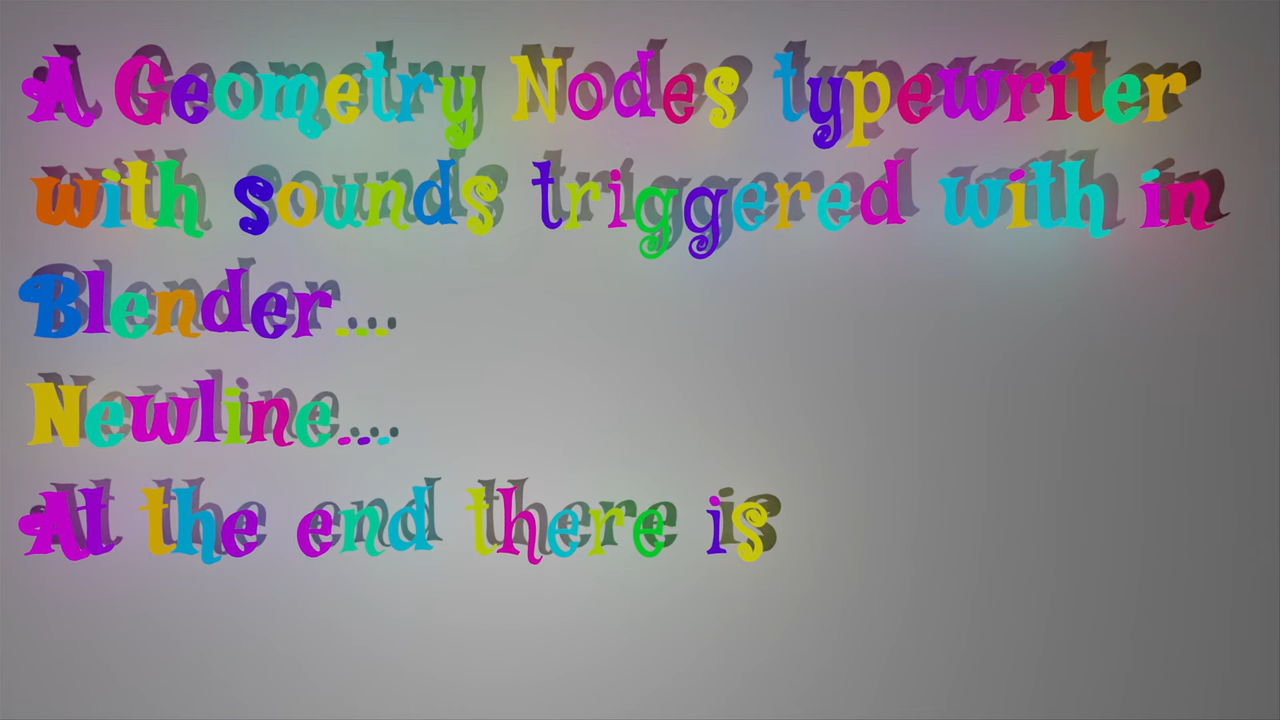 A Geometry Nodes typewriter
with sounds triggered with in
Blender...
Newline...
At the end there is